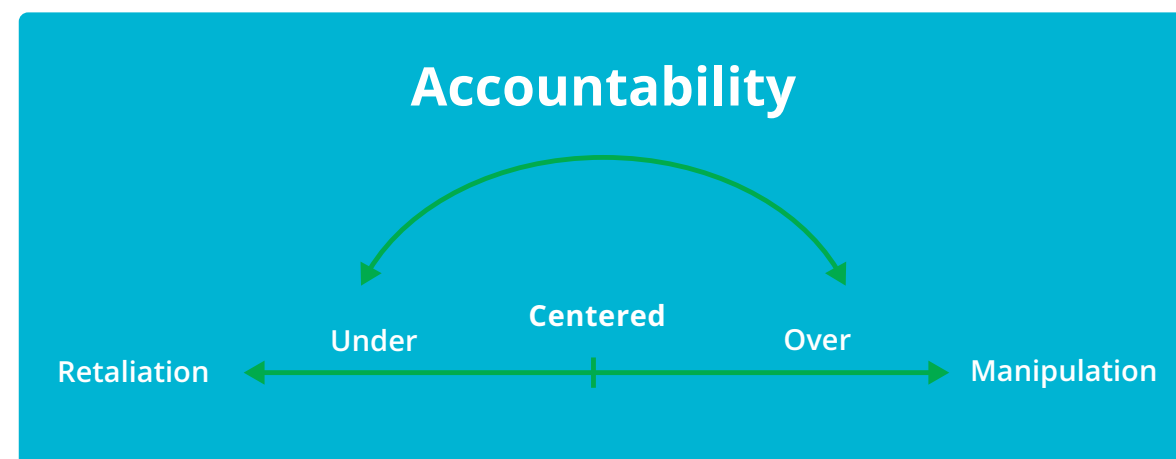 Accountability
Centered
Under
Over
Retaliation
Manipulation